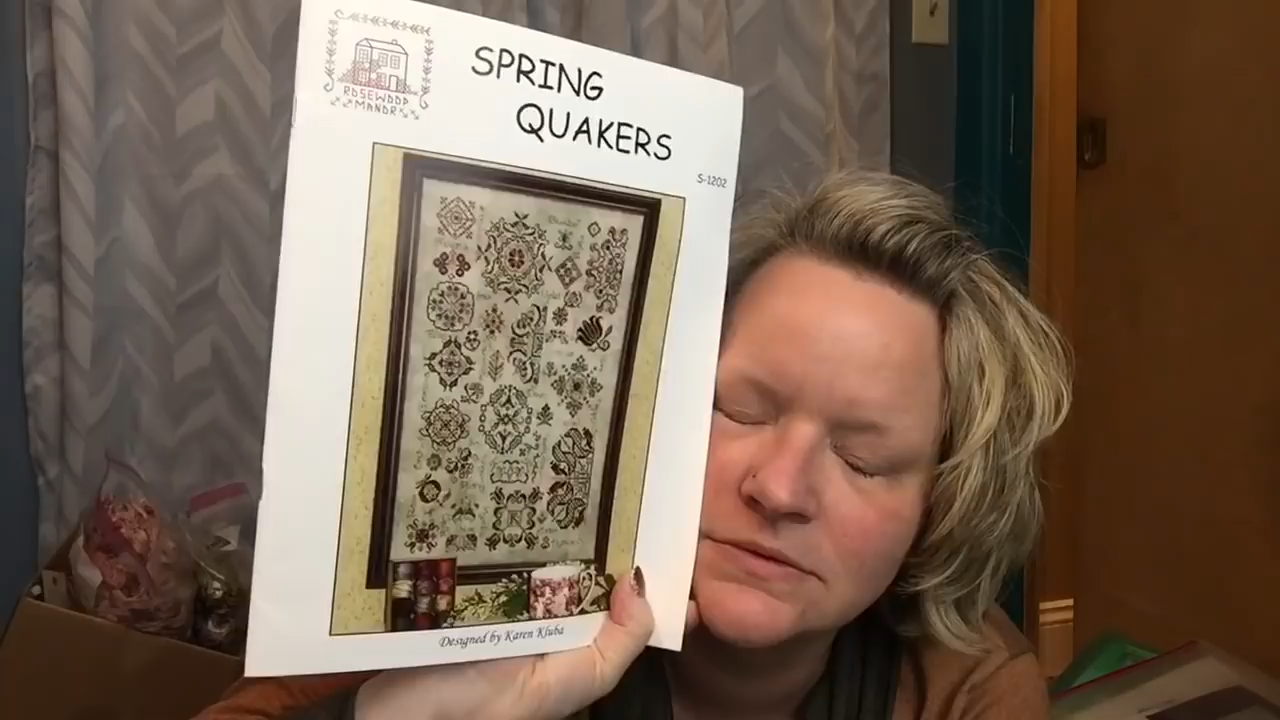 ROSEWOOD
MANOR
SPRING
QUAKERS
S-1202
Designed by Karen Kluba